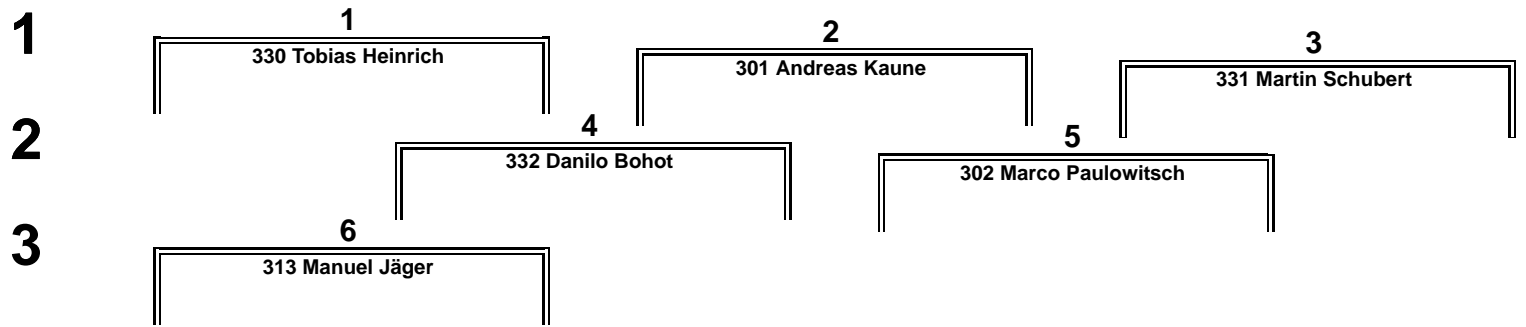 1
1
330 Tobias Heinrich
2
301 Andreas Kaune
3
331 Martin Schubert
2
4
332 Danilo Bohot
5
302 Marco Paulowitsch
3
6
313 Manuel Jäger